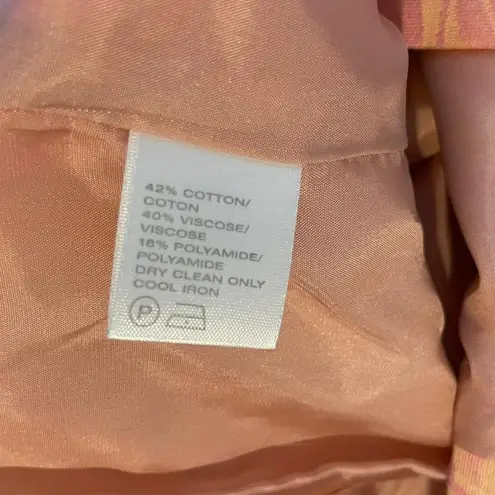 42% COTTON/
COTON
40% VISCOSE/
VISCOSE
18% POLYAMIDE/
POLYAMIDE
DRY CLEAN ONLY
COOL IRON
P